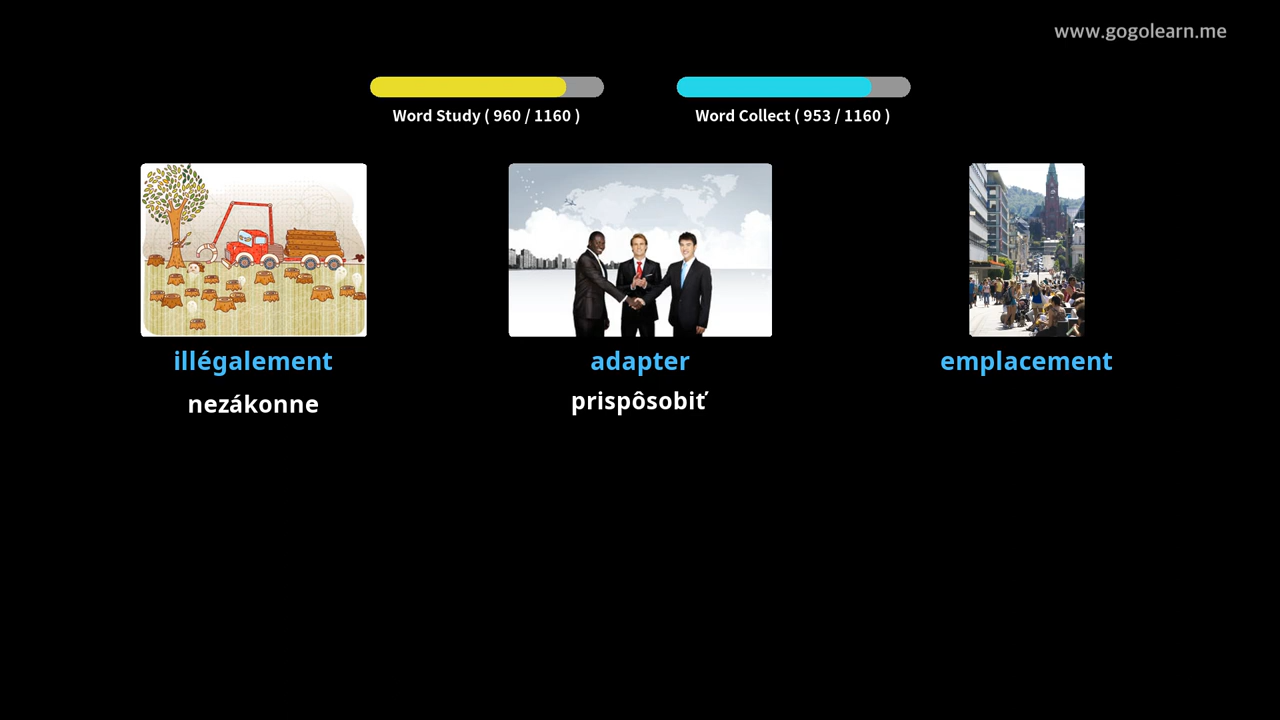 www.gogolearn.me
Word Study ( 960 / 1160 )
Word Collect ( 953 / 1160 )
illégalement
adapter
emplacement
nezákonne
prispôsobiť